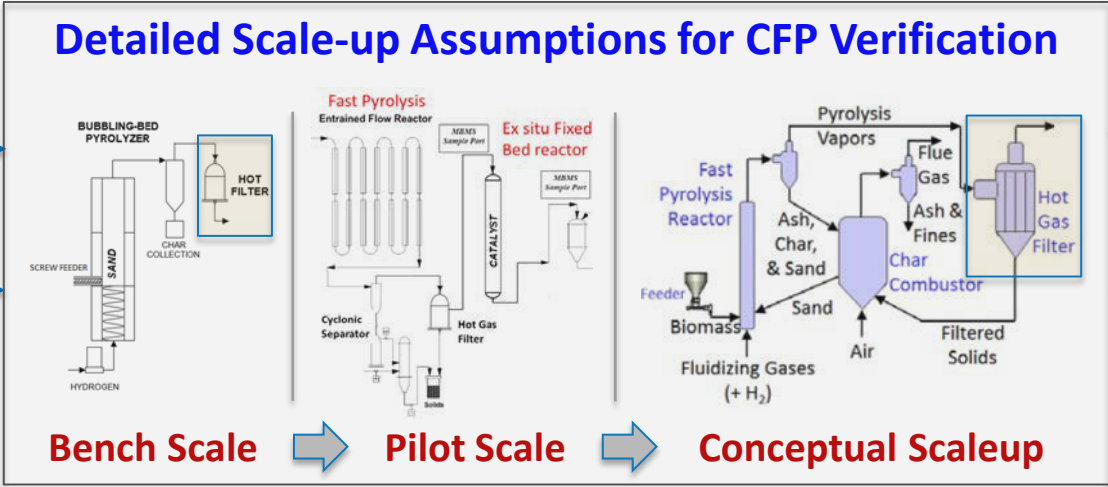 Detailed Scale-up Assumptions for CFP Verification
BUBBLING-BED
PYROLYZER
HOT
FILTER
CHAR
COLLECTION
SCREW FEEDER
SAND
HYDROGEN
Bench Scale
Fast Pyrolysis
Entrained Flow Reactor
MBMS
Sample Port
Ex situ Fixed
Bed reactor
MBMS
Sample Port
CATALYST
Cyclonic
Separator
Hot Gas
Filter
Solids
Pilot Scale
Pyrolysis
Vapors
Flue
Gas
Fast
Pyrolysis
Reactor
Ash,
Char,
& Sand
Ash &
Fines
Hot
Gas
Filter
Char
Combustor
Feeder
Biomass
Sand
Air
Filtered
Solids
Fluidizing Gases
(+ H₂)
Conceptual Scaleup